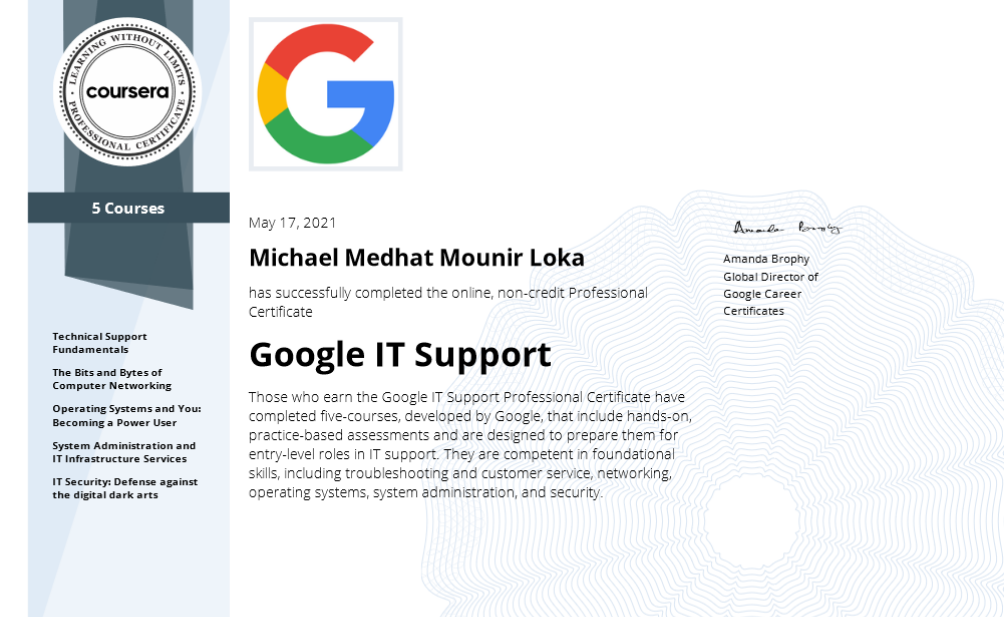 LEARNING WITHOUT LIMITS
coursera
PROFESSIONAL CERTIFICATE
5 Courses
Technical Support
Fundamentals
The Bits and Bytes of
Computer Networking
Operating Systems and You:
Becoming a Power User
System Administration and
IT Infrastructure Services
IT Security: Defense against
the digital dark arts
G
May 17, 2021
Michael Medhat Mounir Loka
has successfully completed the online, non-credit Professional
Certificate
Google IT Support
Those who earn the Google IT Support Professional Certificate have
completed five-courses, developed by Google, that include hands-on,
practice-based assessments and are designed to prepare them for
entry-level roles in IT support. They are competent in foundational
skills, including troubleshooting and customer service, networking,
operating systems, system administration, and security.
Amanda Brophy
Amanda Brophy
Global Director of
Google Career
Certificates